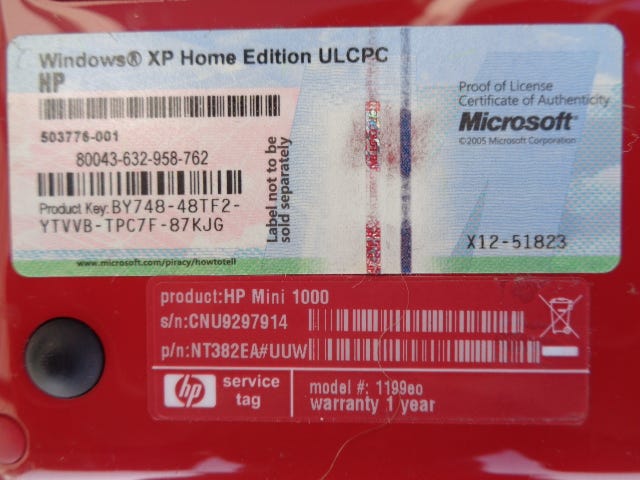 Windows® XP Home Edition ULCPC
HP
503776-001
80043-632-958-762
Product Key: BY748-48TF2-
YTVVB-TPC7F-87KJG
Label not to be
sold separately
www.microsoft.com/piracy/howtotell
Proof of License
Certificate of Authenticity
Microsoft®
©2005 Microsoft Corporation
X12-51823
product:HP Mini 1000
s/n:CNU9297914
p/n:NT382EA#UUW
hp
service
tag
model #: 1199eo
warranty 1 year